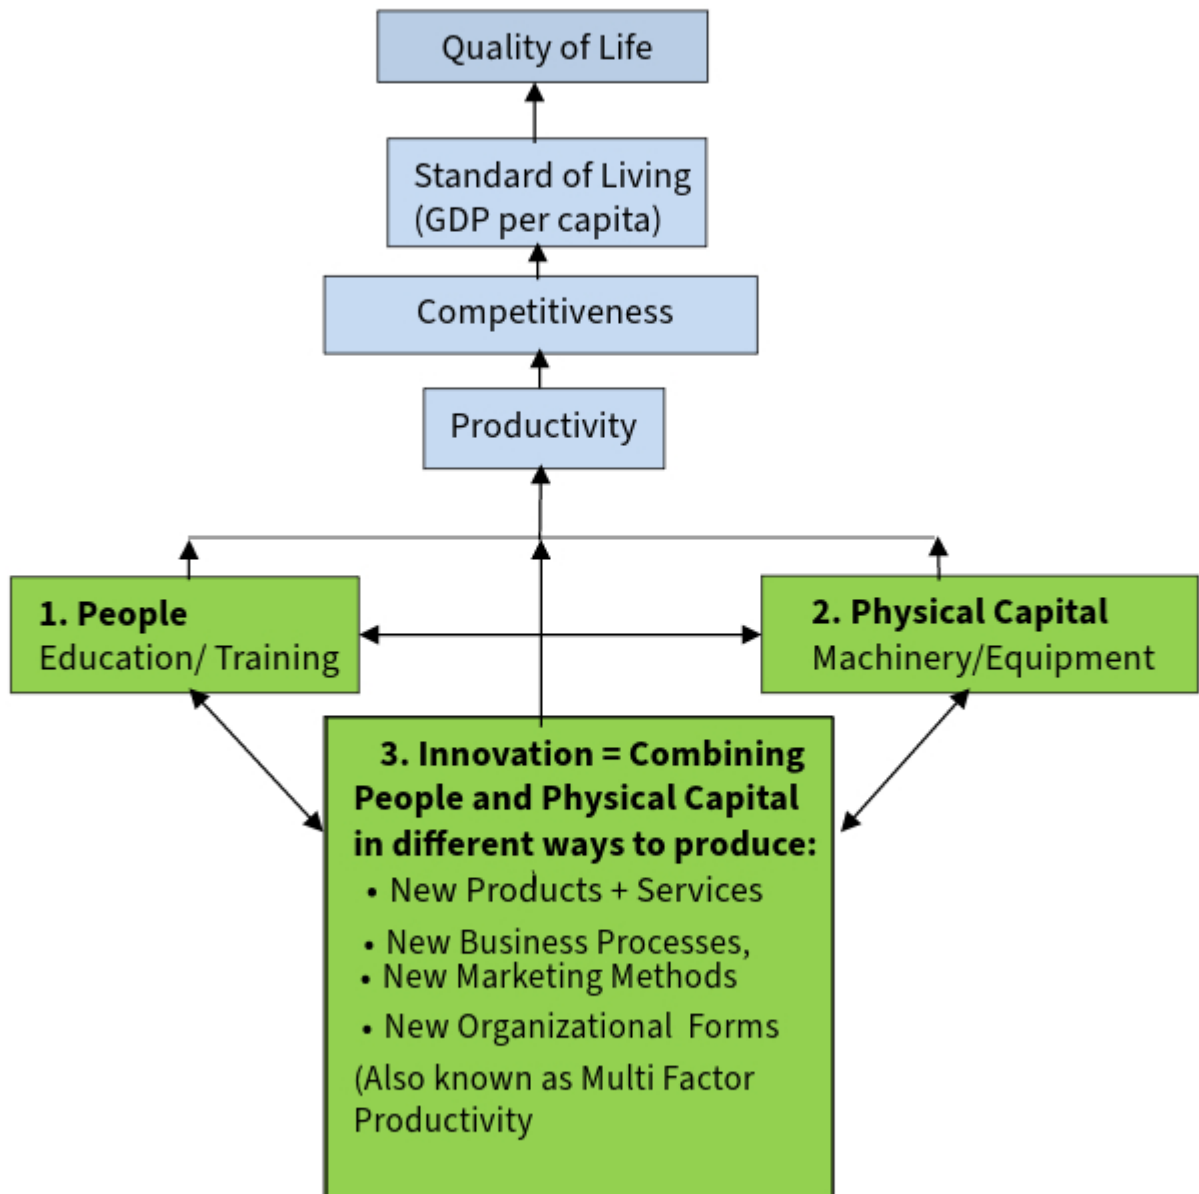 Quality of Life
Standard of Living
(GDP per capita)
Competitiveness
Productivity
1. People
Education/ Training
2. Physical Capital
Machinery/Equipment
3. Innovation = Combining
People and Physical Capital
in different ways to produce:
• New Products + Services
• New Business Processes,
• New Marketing Methods
• New Organizational Forms
(Also known as Multi Factor
Productivity